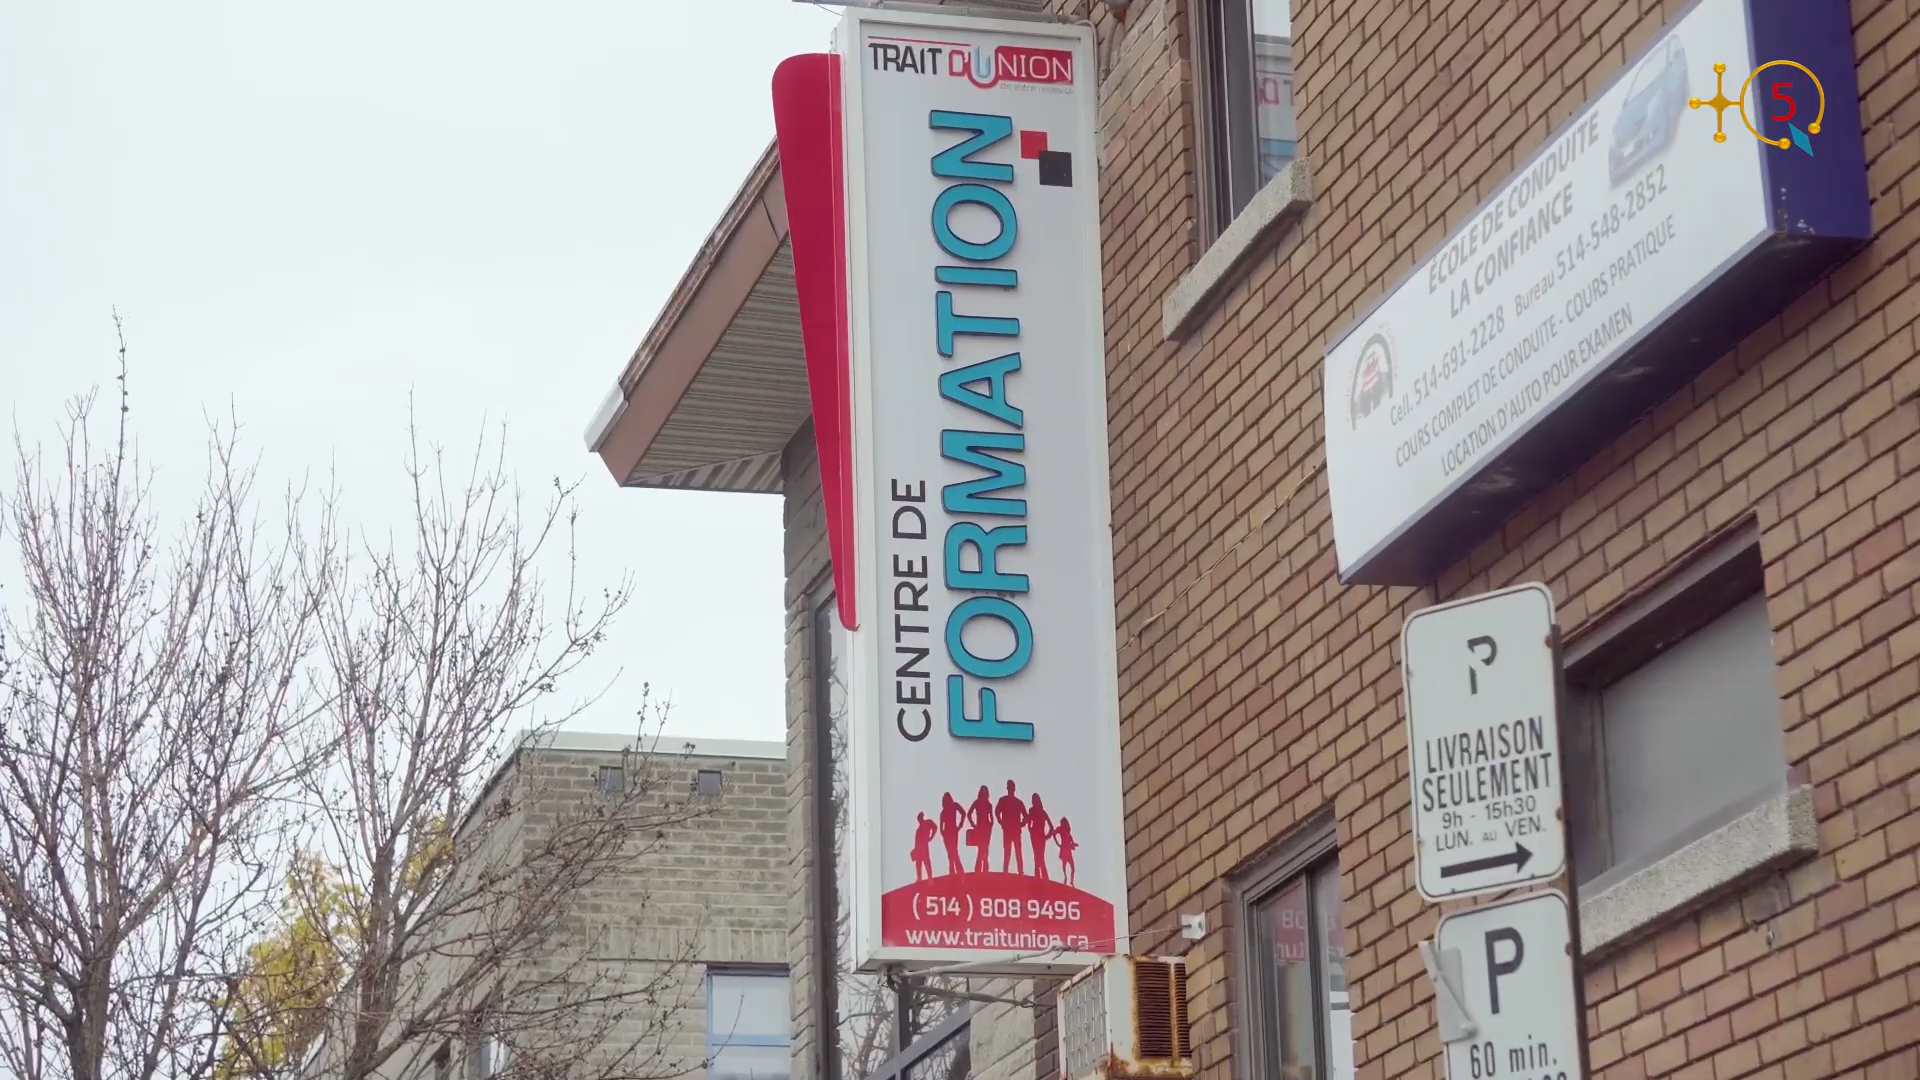 TRAIT D'UNION
CENTRE DE
FORMATION
( 514 ) 808 9496
www.traitunion.ca
ÉCOLE DE CONDUITE
LA CONFIANCE
Cell. 514-691-2228 Bureau 514-548-2852
COURS COMPLET DE CONDUITE - COURS PRATIQUE
LOCATION D'AUTO POUR EXAMEN
P
LIVRAISON
SEULEMENT
9h - 15h30
LUN. AU VEN.
P
60 min.
5